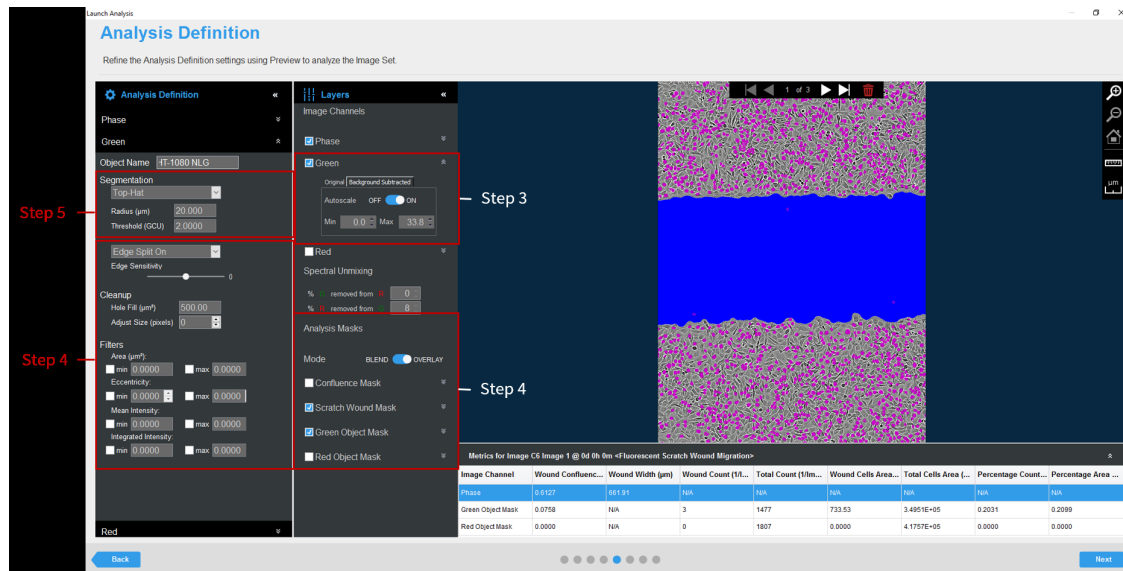 Launch Analysis
Analysis Definition
Refine the Analysis Definition settings using Preview to analyze the Image Set.
Analysis Definition
Phase
Green
Object Name HT-1080 NLG
Segmentation
Top-Hat
Radius (µm) 20.000
Threshold (GCU) 2.0000
Edge Split On
Edge Sensitivity
0
Cleanup
Hole Fill (µm²) 500.00
Adjust Size (pixels) 0
Filters
Area (µm²):
min 0.0000 max 0.0000
Eccentricity:
min 0.0000 max 0.0000
Mean Intensity:
min 0.0000 max 0.0000
Integrated Intensity:
min 0.0000 max 0.0000
Red
Step 5
Step 4
Layers
Image Channels
Phase
Green
Original Background Subtracted
Autoscale OFF ON
Min 0.0 Max 33.8
Red
Spectral Unmixing
% G removed from R 0
% R removed from G 8
Analysis Masks
Mode BLEND OVERLAY
Confluence Mask
Scratch Wound Mask
Green Object Mask
Red Object Mask
Step 3
Step 4
1 of 3
µm
Metrics for Image C6 Image 1 @ 0d 0h 0m <Fluorescent Scratch Wound Migration>
Image Channel Wound Confluenc... Wound Width (µm) Wound Count (1/I... Total Count (1/Im... Wound Cells Area... Total Cells Area (... Percentage Count... Percentage Area ...
Phase 0.6127 661.91 N/A N/A N/A N/A N/A N/A
Green Object Mask 0.0758 N/A 3 1477 733.53 3.4951E+05 0.2031 0.2099
Red Object Mask 0.0000 N/A 0 1807 0.0000 4.1757E+05 0.0000 0.0000
Back
Next